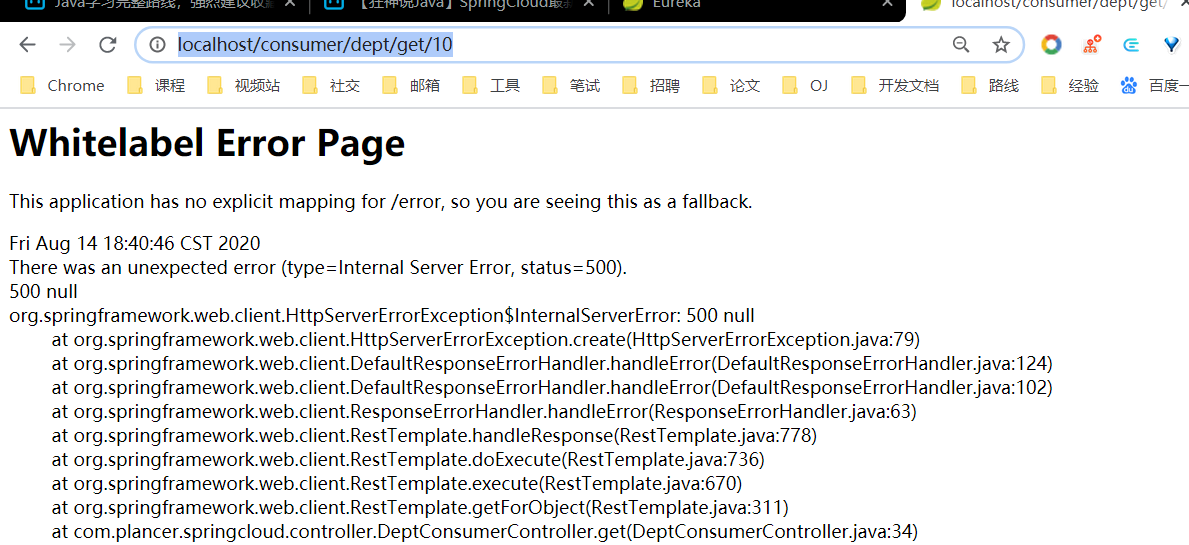 Java学习完整路线，强烈建议收藏
【狂神说Java】SpringCloud最新
Eureka
localhost/consumer/dept/get/
localhost/consumer/dept/get/10
Chrome 课程 视频站 社交 邮箱 工具 笔试 招聘 论文 OJ 开发文档 路线 经验 百度一
Whitelabel Error Page
This application has no explicit mapping for /error, so you are seeing this as a fallback.
Fri Aug 14 18:40:46 CST 2020
There was an unexpected error (type=Internal Server Error, status=500).
500 null
org.springframework.web.client.HttpServerErrorException$InternalServerError: 500 null
at org.springframework.web.client.HttpServerErrorException.create(HttpServerErrorException.java:79)
at org.springframework.web.client.DefaultResponseErrorHandler.handleError(DefaultResponseErrorHandler.java:124)
at org.springframework.web.client.DefaultResponseErrorHandler.handleError(DefaultResponseErrorHandler.java:102)
at org.springframework.web.client.ResponseErrorHandler.handleError(ResponseErrorHandler.java:63)
at org.springframework.web.client.RestTemplate.handleResponse(RestTemplate.java:778)
at org.springframework.web.client.RestTemplate.doExecute(RestTemplate.java:736)
at org.springframework.web.client.RestTemplate.execute(RestTemplate.java:670)
at org.springframework.web.client.RestTemplate.getForObject(RestTemplate.java:311)
at com.plancer.springcloud.controller.DeptConsumerController.get(DeptConsumerController.java:34)